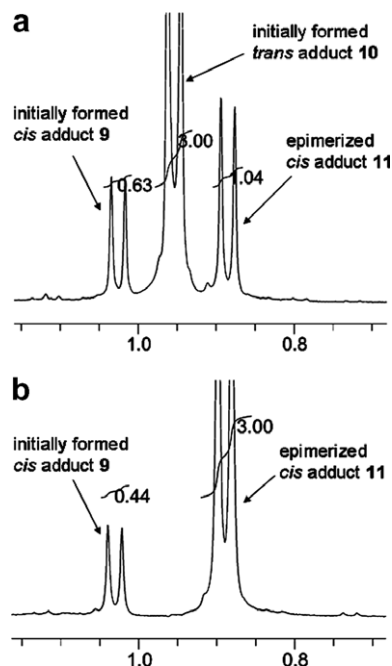 a
initially formed
trans adduct 10
initially formed
cis adduct 9
3.00
epimerized
cis adduct 11
0.63
1.04
1.0
0.8
b
initially formed
cis adduct 9
3.00
epimerized
cis adduct 11
0.44
1.0
0.8